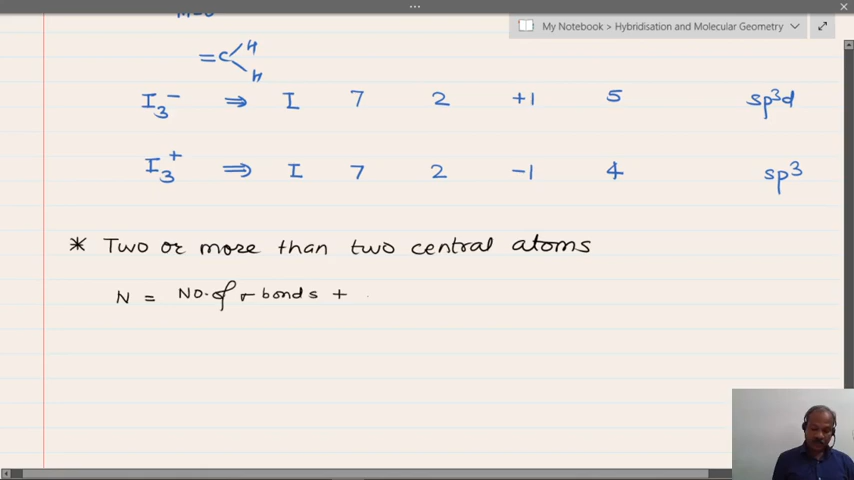 My Notebook > Hybridisation and Molecular Geometry
=C H
H
I3- ⇒ I 7 2 +1 5 sp3d
I3+ ⇒ I 7 2 -1 4 sp3
* Two or more than two central atoms
N = No. of σ bonds +